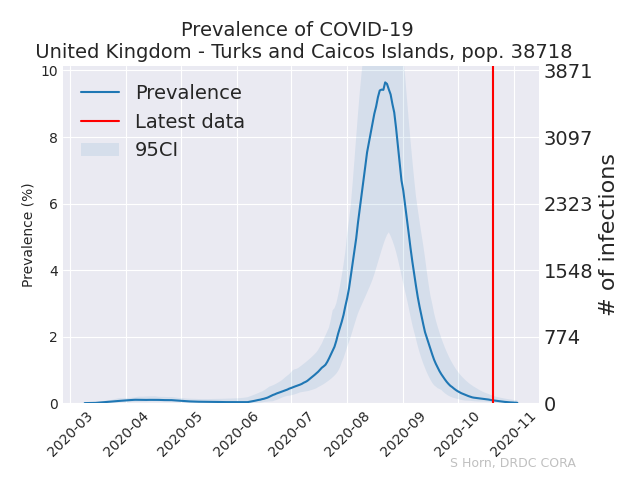 Prevalence of COVID-19
United Kingdom - Turks and Caicos Islands, pop. 38718
Prevalence
Latest data
95CI
Prevalence (%)
10
8
6
4
2
0
3871
3097
2323
1548
774
0
# of infections
2020-03
2020-04
2020-05
2020-06
2020-07
2020-08
2020-09
2020-10
2020-11
S Horn, DRDC CORA